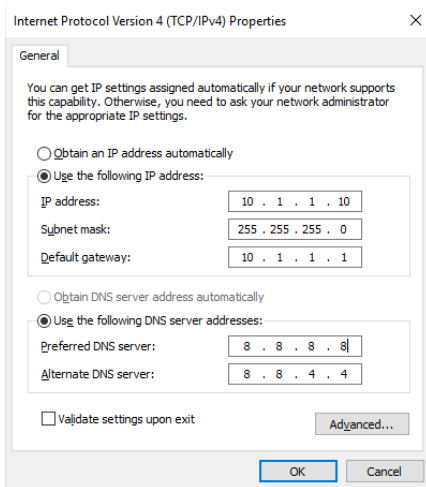 Internet Protocol Version 4 (TCP/IPv4) Properties
General
You can get IP settings assigned automatically if your network supports
this capability. Otherwise, you need to ask your network administrator
for the appropriate IP settings.
Obtain an IP address automatically
Use the following IP address:
IP address: 10 . 1 . 1 . 10
Subnet mask: 255 . 255 . 255 . 0
Default gateway: 10 . 1 . 1 . 1
Obtain DNS server address automatically
Use the following DNS server addresses:
Preferred DNS server: 8 . 8 . 8 . 8
Alternate DNS server: 8 . 8 . 4 . 4
Validate settings upon exit
Advanced...
OK Cancel